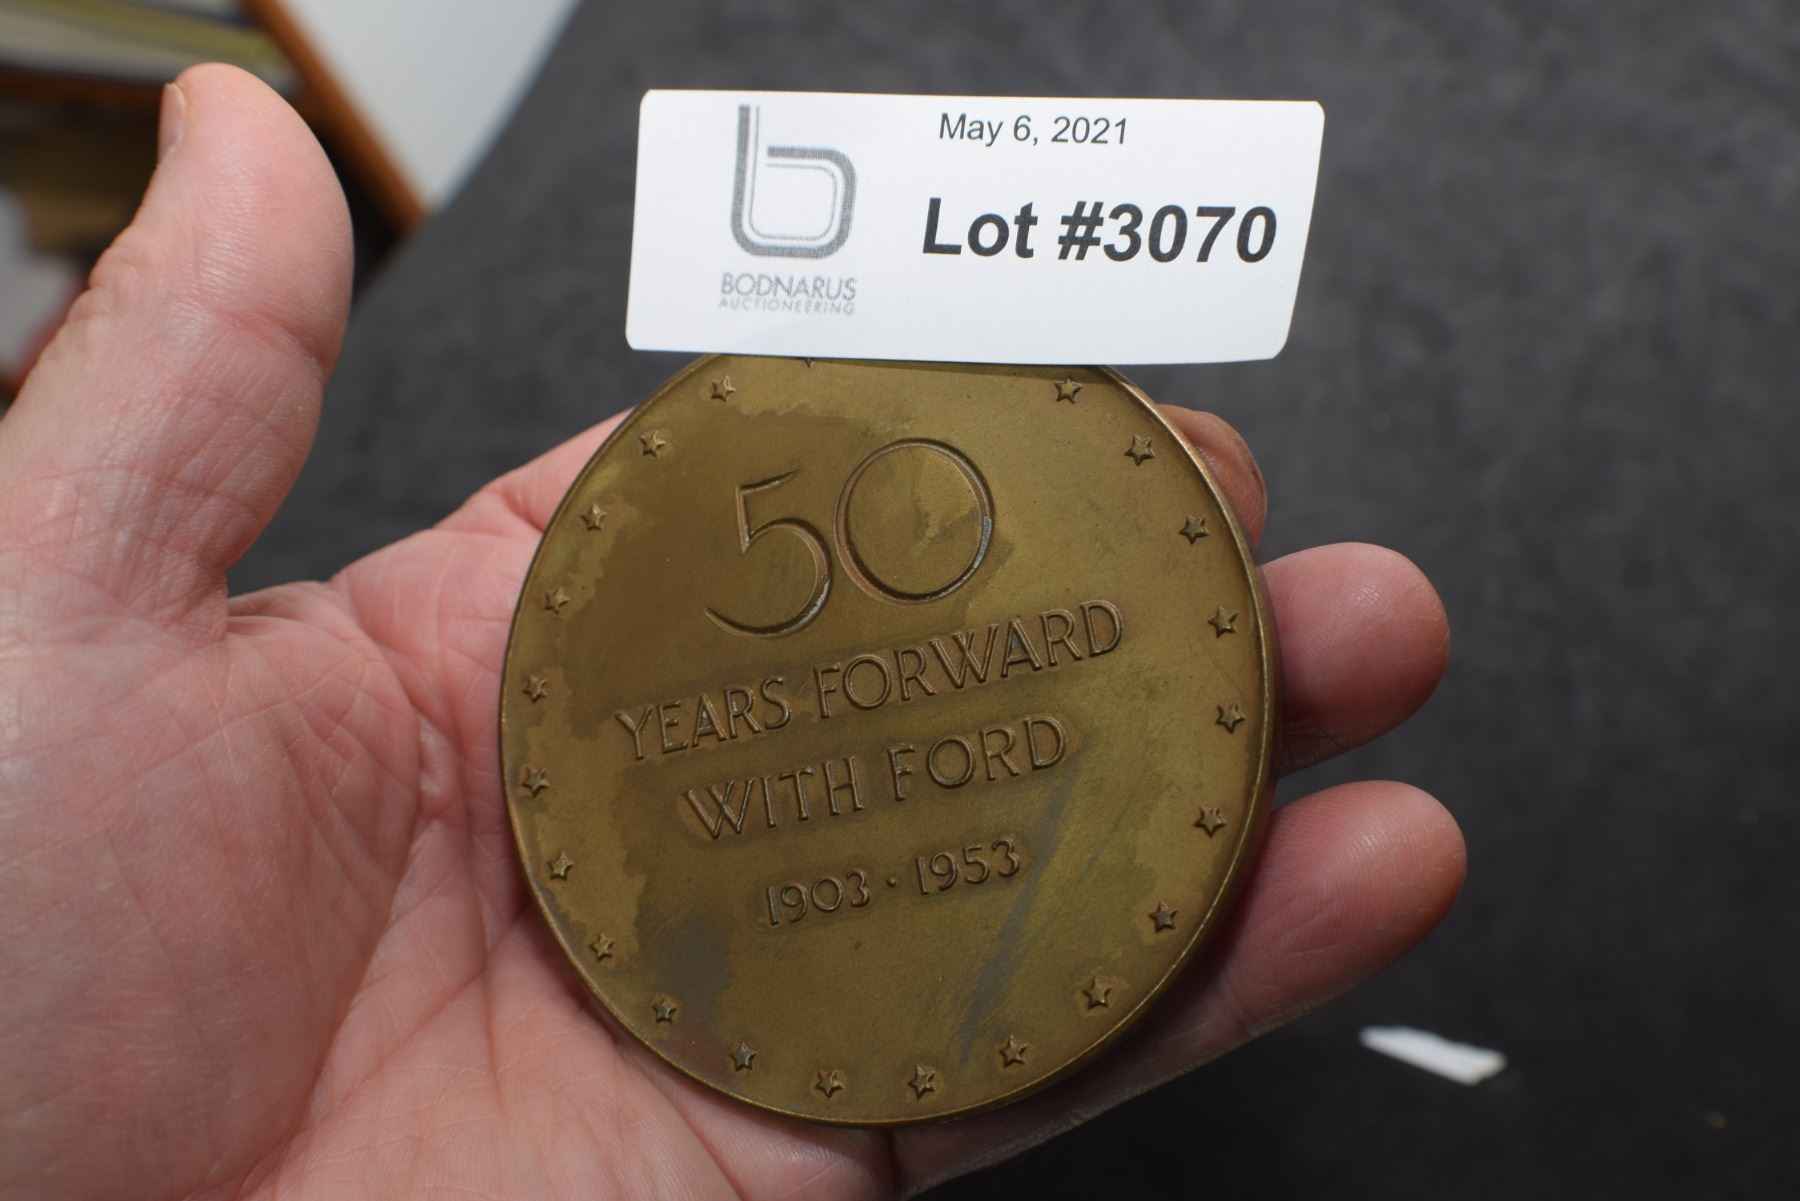 May 6, 2021
Lot #3070
b
BODNARUS
AUCTIONEERING
50
YEARS FORWARD
WITH FORD
1903 · 1953